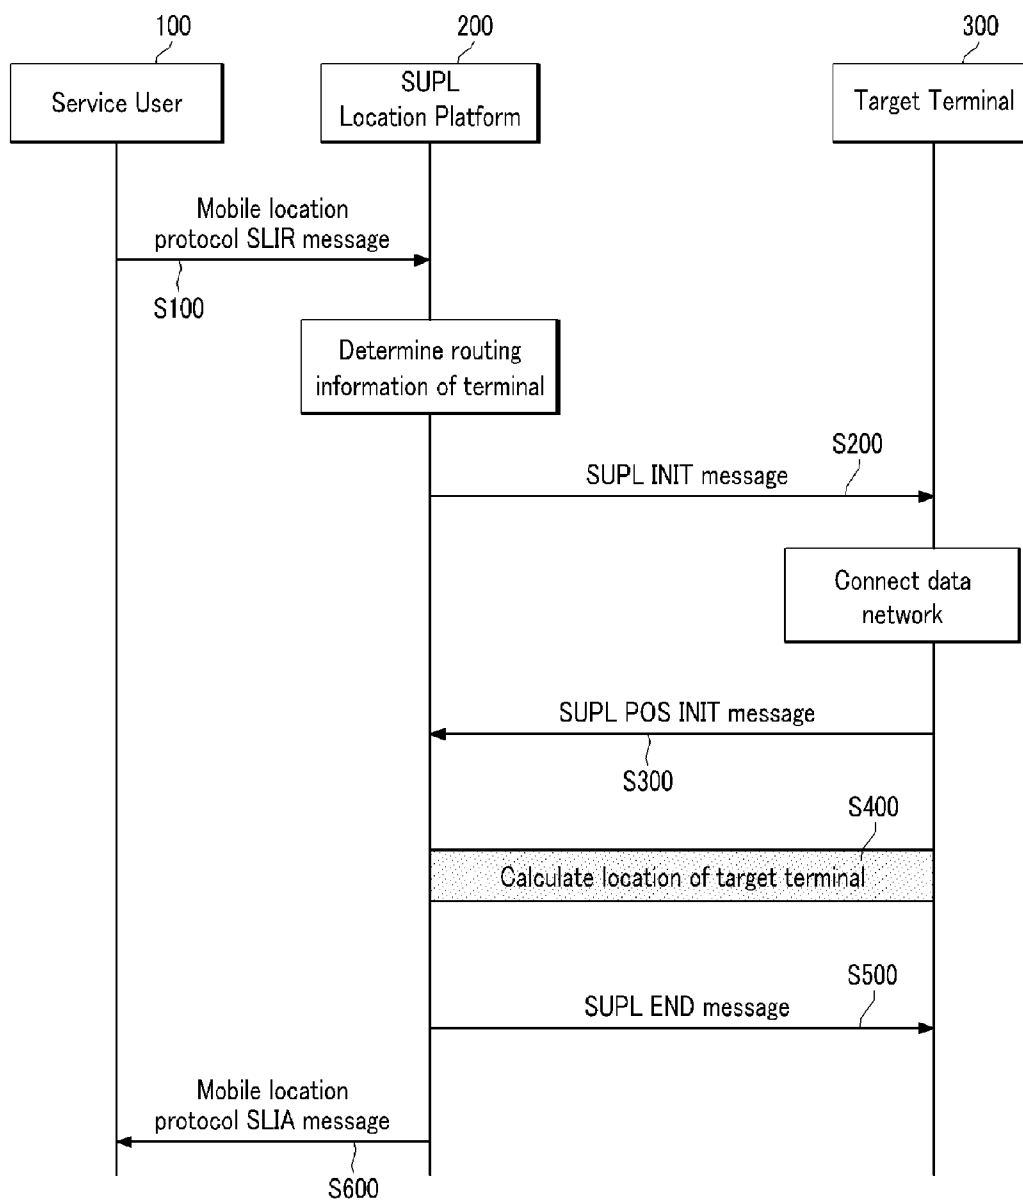 100
200
300
Service User
SUPL
Location Platform
Target Terminal
Mobile location
protocol SLIR message
S100
Determine routing
information of terminal
S200
SUPL INIT message
Connect data
network
SUPL POS INIT message
S300
S400
Calculate location of target terminal
S500
SUPL END message
Mobile location
protocol SLIA message
S600